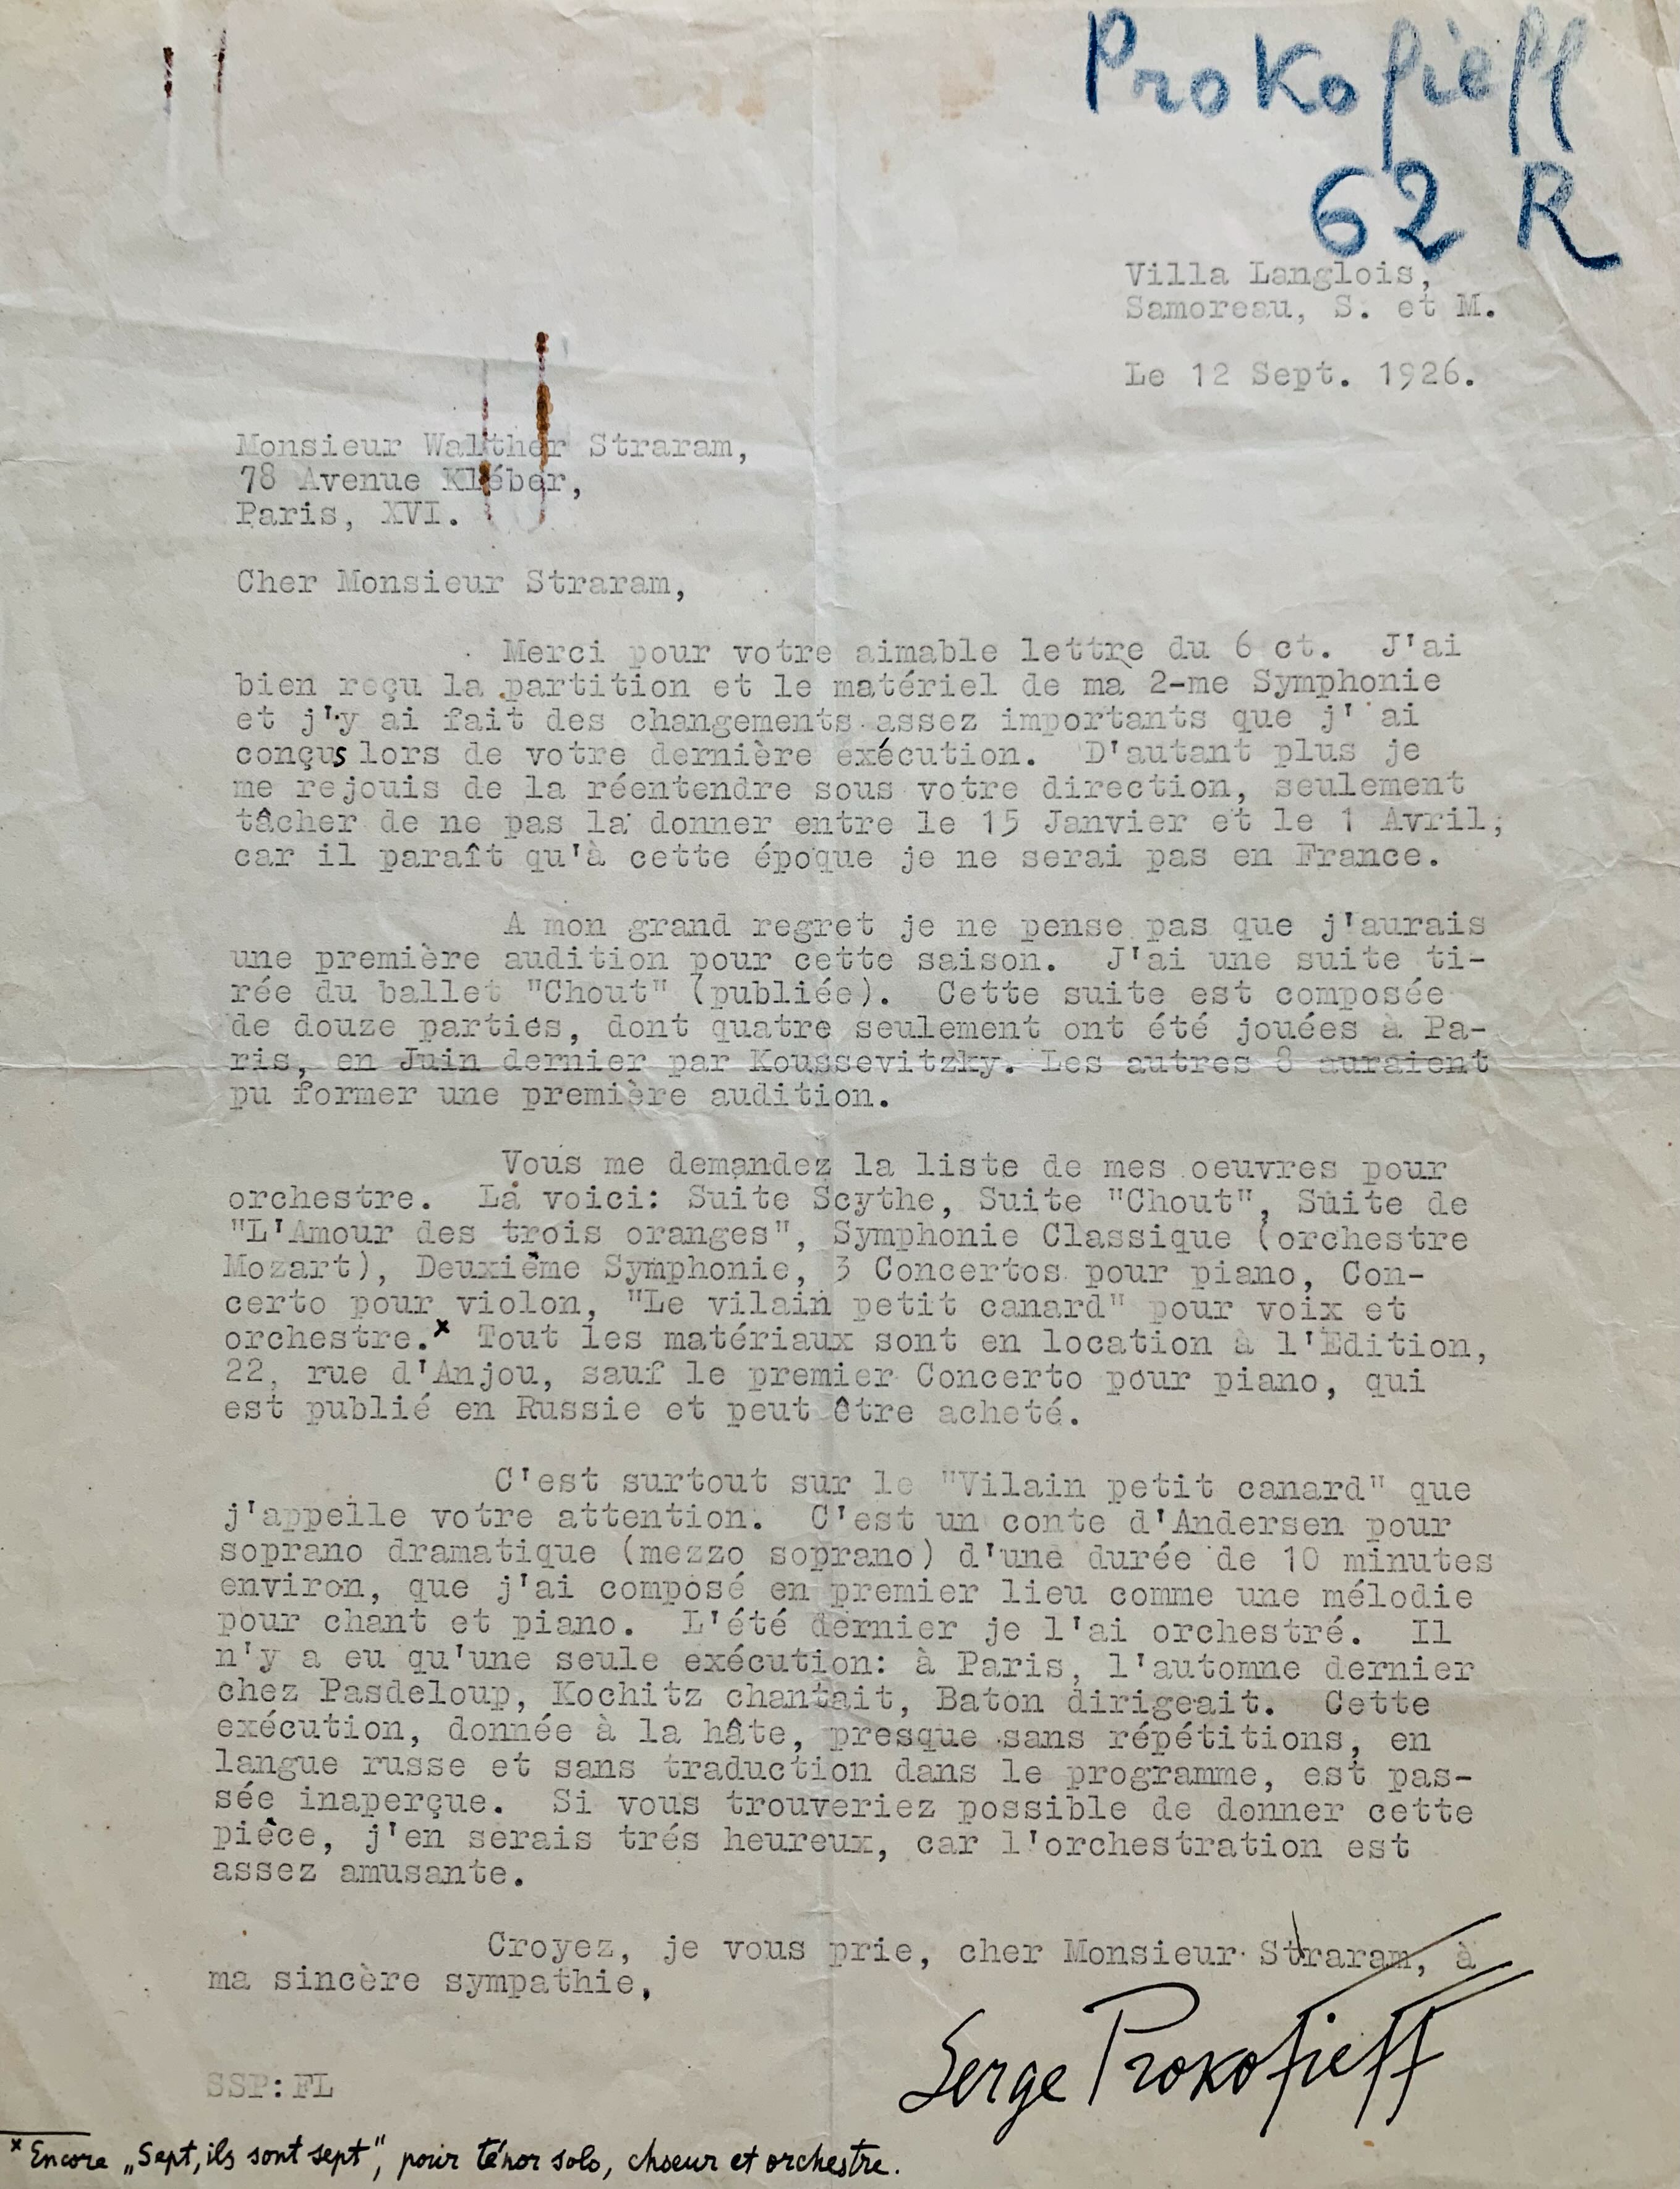 Prokofieff
62 R
Villa Langlois,
Samoreau, S. et M.
Le 12 Sept. 1926.
Monsieur Walther Straram,
78 Avenue Kléber,
Paris, XVI.
Cher Monsieur Straram,
Merci pour votre aimable lettre du 6 ct. J'ai
bien reçu la partition et le matériel de ma 2-me Symphonie
et j'y ai fait des changements assez importants que j'ai
conçus lors de votre dernière exécution. D'autant plus je
me rejouis de la réentendre sous votre direction, seulement
tâcher de ne pas la donner entre le 15 Janvier et le 1 Avril,
car il paraît qu'à cette époque je ne serai pas en France.
A mon grand regret je ne pense pas que j'aurais
une première audition pour cette saison. J'ai une suite ti-
rée du ballet "Chout" (publiée). Cette suite est composée
de douze parties, dont quatre seulement ont été jouées à Pa-
ris, en Juin dernier par Koussevitzky. Les autres 8 auraient
pu former une première audition.
Vous me demandez la liste de mes oeuvres pour
orchestre. La voici: Suite Scythe, Suite "Chout", Suite de
"L'Amour des trois oranges", Symphonie Classique (orchestre
Mozart), Deuxième Symphonie, 3 Concertos pour piano, Con-
certo pour violon, "Le vilain petit canard" pour voix et
orchestre.x Tout les matériaux sont en location à l'Edition,
22, rue d'Anjou, sauf le premier Concerto pour piano, qui
est publié en Russie et peut être acheté.
C'est surtout sur le "Vilain petit canard" que
j'appelle votre attention. C'est un conte d'Andersen pour
soprano dramatique (mezzo soprano) d'une durée de 10 minutes
environ, que j'ai composé en premier lieu comme une mélodie
pour chant et piano. L'été dernier je l'ai orchestré. Il
n'y a eu qu'une seule exécution: à Paris, l'automne dernier
chez Pasdeloup, Kochitz chantait, Baton dirigeait. Cette
exécution, donnée à la hâte, presque sans répétitions, en
langue russe et sans traduction dans le programme, est pas-
sée inaperçue. Si vous trouveriez possible de donner cette
pièce, j'en serais trés heureux, car l'orchestration est
assez amusante.
Croyez, je vous prie, cher Monsieur Straram, à
ma sincère sympathie,
Serge Prokofieff
SSP:FL
x Encore „Sept, ils sont sept", pour ténor solo, choeur et orchestre.